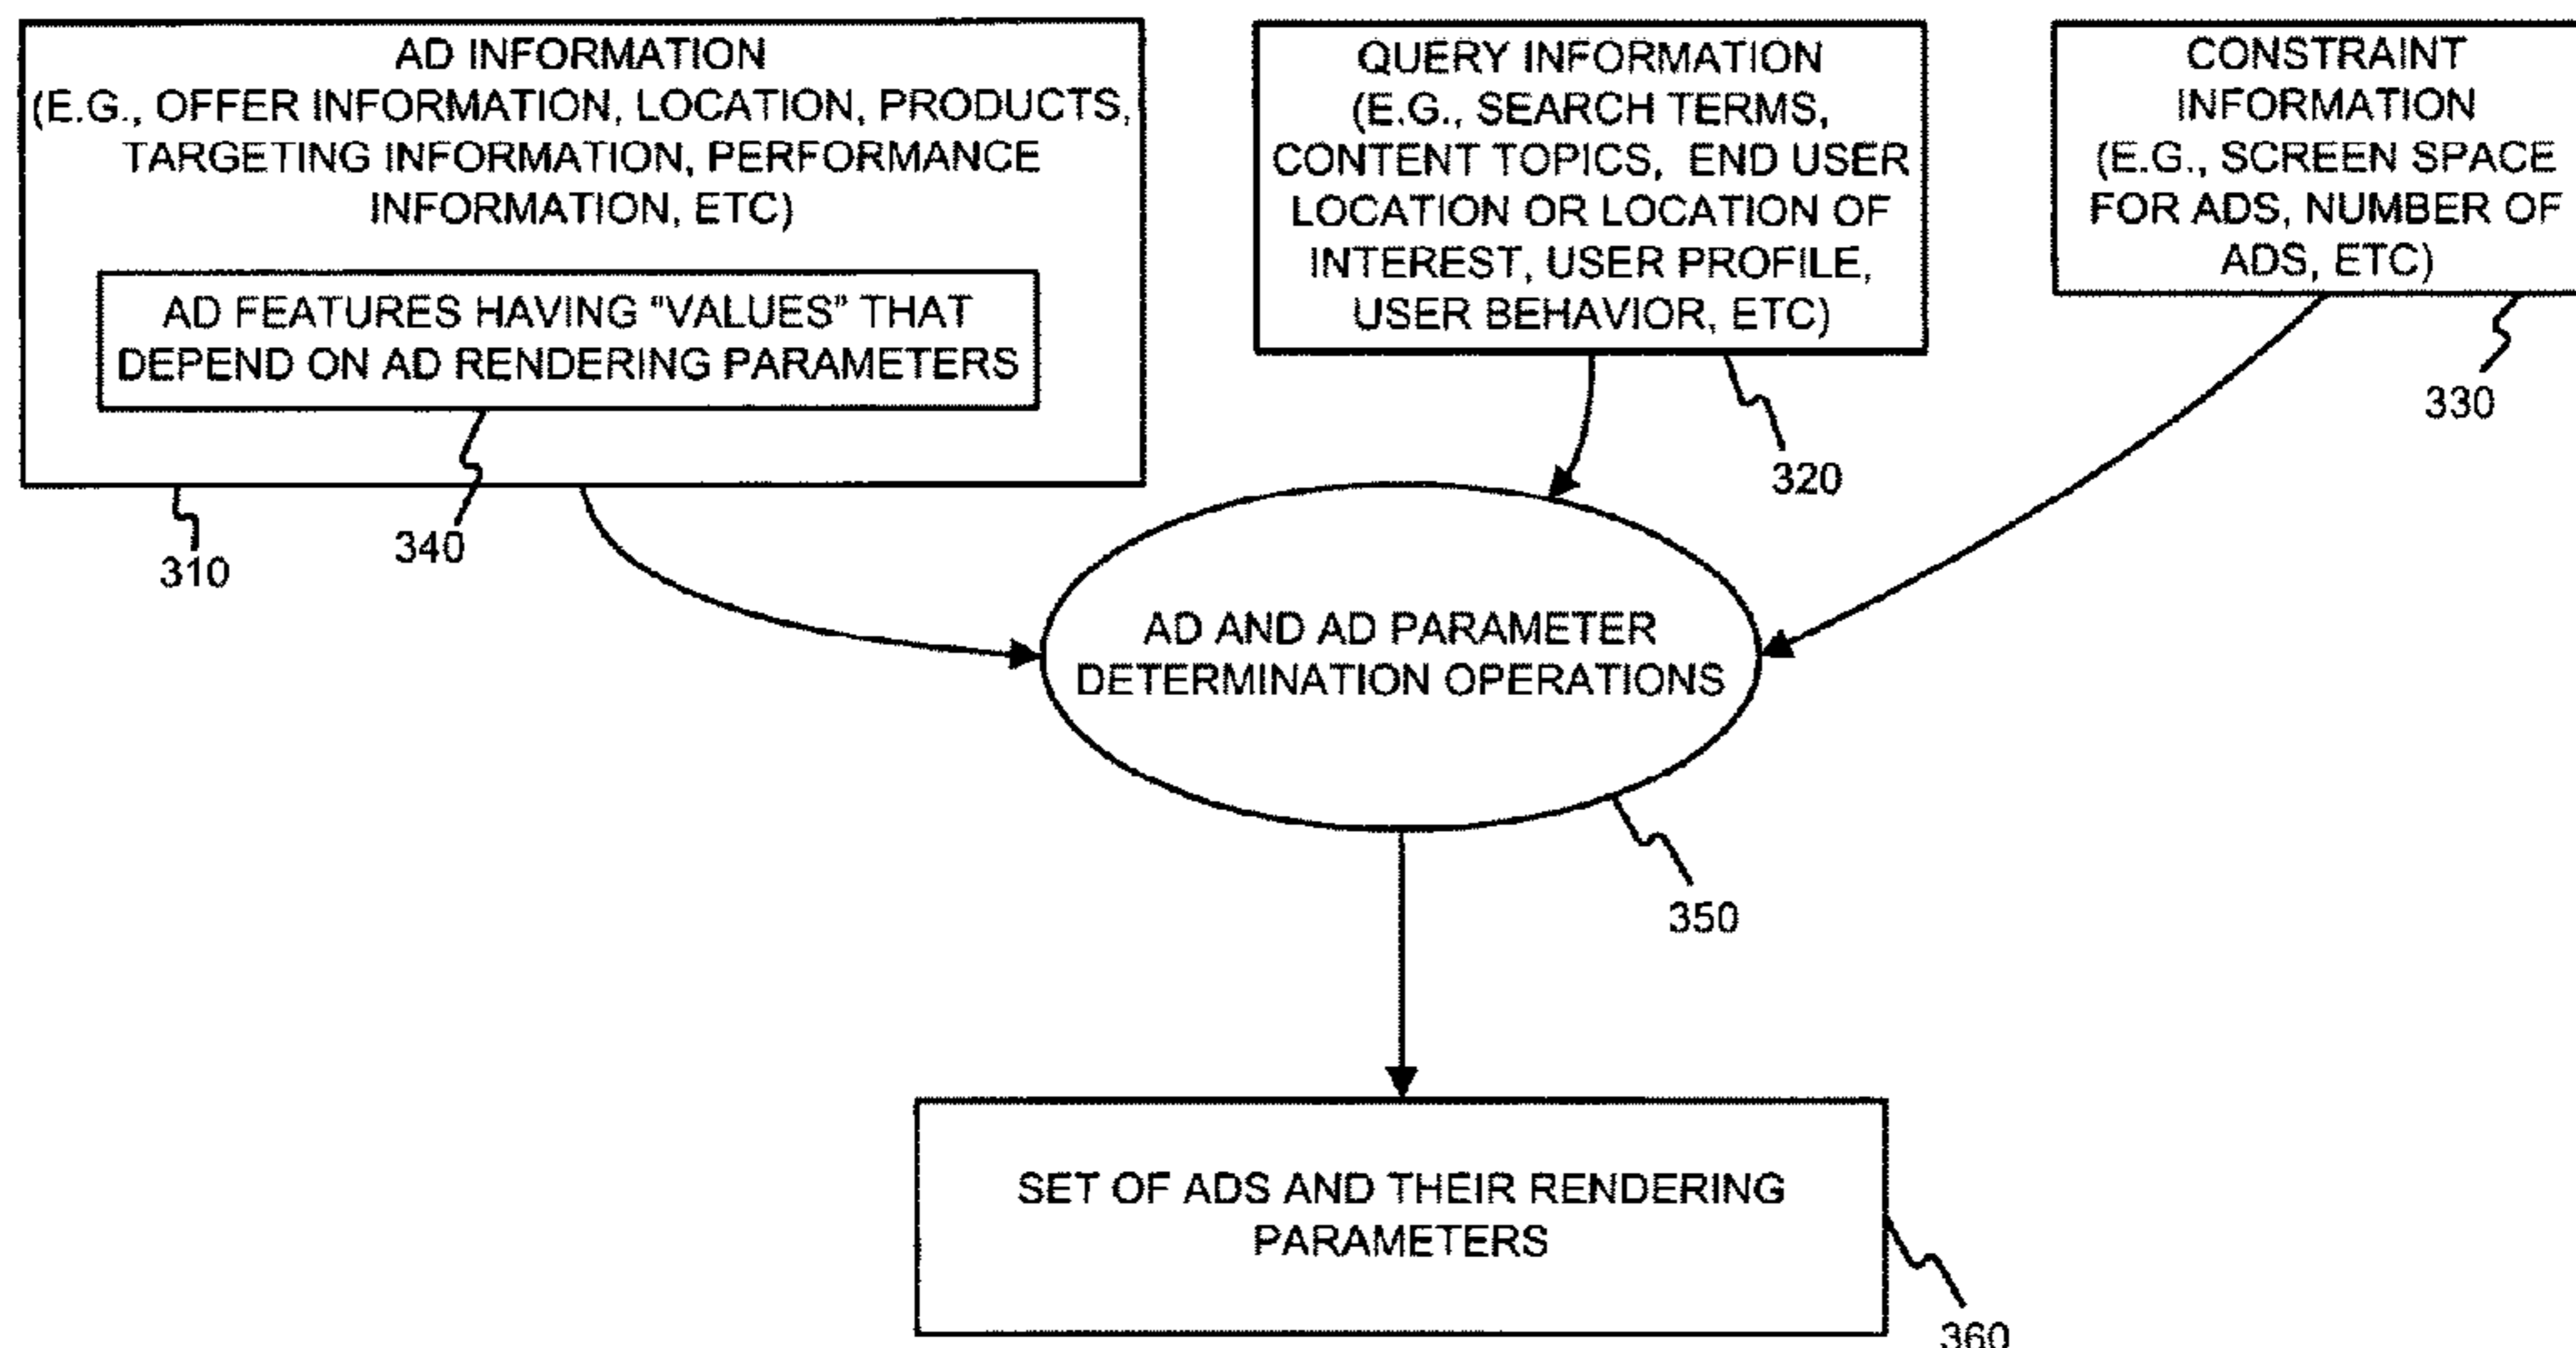 AD INFORMATION
(E.G., OFFER INFORMATION, LOCATION, PRODUCTS,
TARGETING INFORMATION, PERFORMANCE
INFORMATION, ETC)
AD FEATURES HAVING "VALUES" THAT
DEPEND ON AD RENDERING PARAMETERS
310
340
QUERY INFORMATION
(E.G., SEARCH TERMS,
CONTENT TOPICS, END USER
LOCATION OR LOCATION OF
INTEREST, USER PROFILE,
USER BEHAVIOR, ETC)
320
CONSTRAINT
INFORMATION
(E.G., SCREEN SPACE
FOR ADS, NUMBER OF
ADS, ETC)
330
AD AND AD PARAMETER
DETERMINATION OPERATIONS
350
SET OF ADS AND THEIR RENDERING
PARAMETERS
360